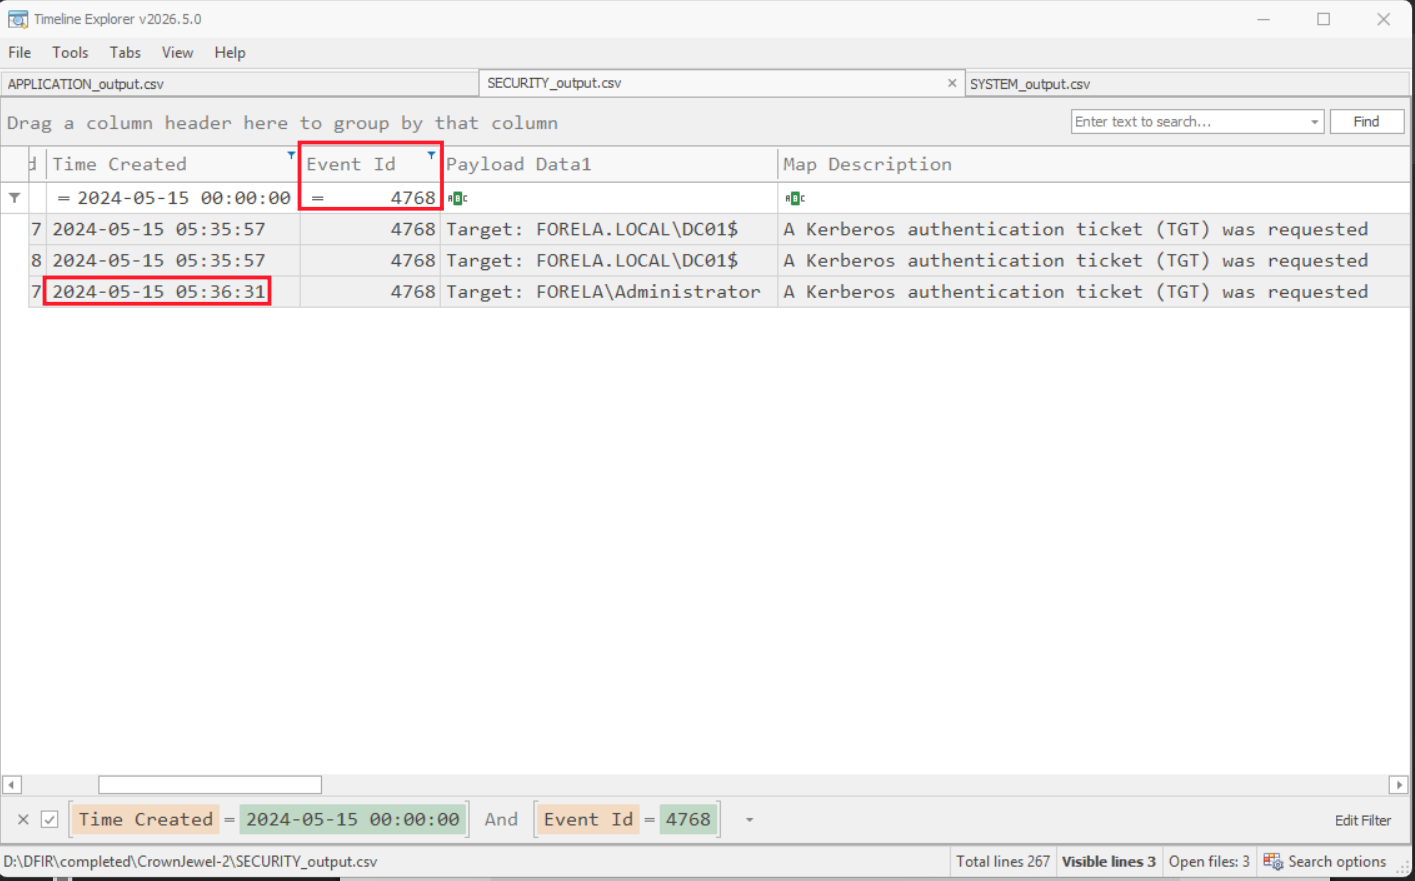 Timeline Explorer v2026.5.0
File Tools Tabs View Help
APPLICATION_output.csv SECURITY_output.csv SYSTEM_output.csv
Drag a column header here to group by that column Enter text to search... Find
d Time Created Event Id Payload Data1 Map Description
= 2024-05-15 00:00:00 = 4768 ABC ABC
7 2024-05-15 05:35:57 4768 Target: FORELA.LOCAL\DC01$ A Kerberos authentication ticket (TGT) was requested
8 2024-05-15 05:35:57 4768 Target: FORELA.LOCAL\DC01$ A Kerberos authentication ticket (TGT) was requested
7 2024-05-15 05:36:31 4768 Target: FORELA\Administrator A Kerberos authentication ticket (TGT) was requested
Time Created = 2024-05-15 00:00:00 And Event Id = 4768 Edit Filter
D:\DFIR\completed\CrownJewel-2\SECURITY_output.csv Total lines 267 Visible lines 3 Open files: 3 Search options